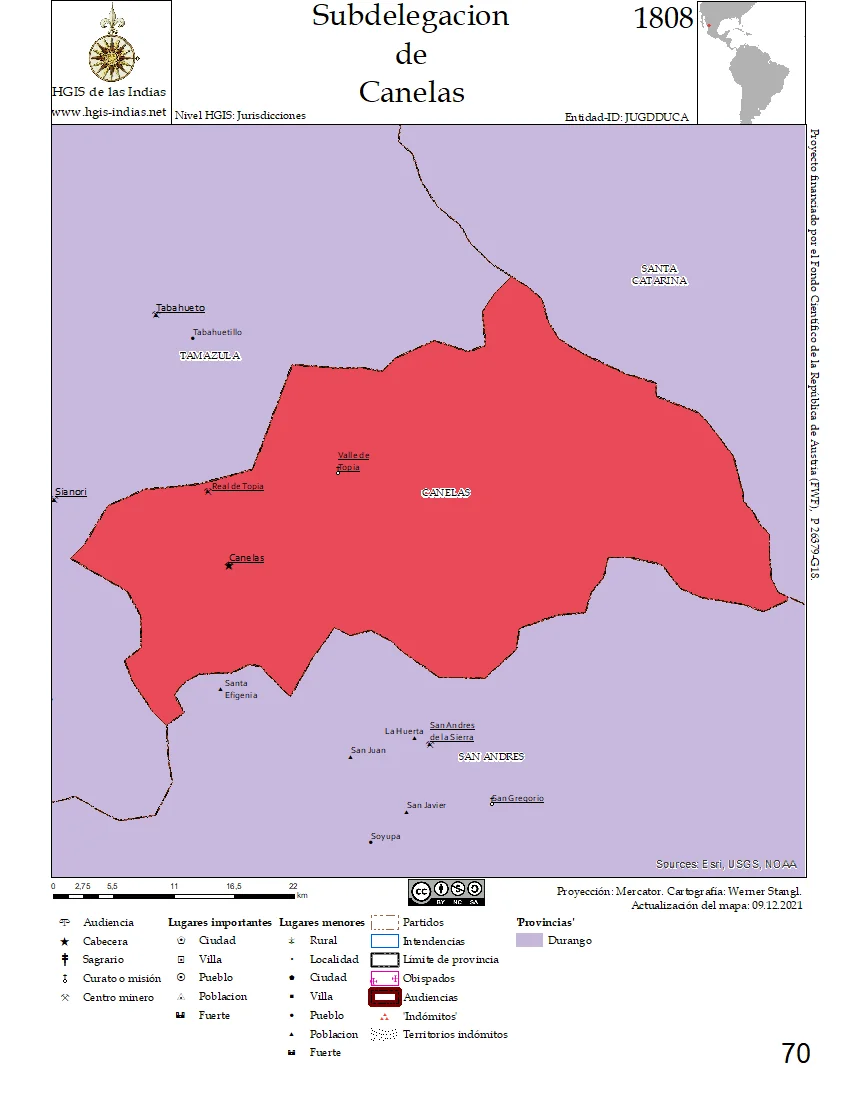 Subdelegacion
de
Canelas
1808
HGIS de las Indias
www.hgis-indias.net
Nivel HGIS: Jurisdicciones
Entidad-ID: JUGDDUCA
Proyecto financiado por el Fondo Científico de la República de Austria (FWF), P 26379-G18.
SANTA
CATARINA
Tabahueto
Tabahuetillo
TAMAZULA
Valle de
Topia
Real de Topia
Sianori
CANELAS
Canelas
Santa
Efigenia
La Huerta
San Andres
de la Sierra
San Juan
SAN ANDRES
San Gregorio
San Javier
Soyupa
Sources: Esri, USGS, NOAA
0 2,75 5,5 11 16,5 22
km
CC BY NC SA
Proyección: Mercator. Cartografía: Werner Stangl.
Actualización del mapa: 09.12.2021
Audiencia
Cabecera
Sagrario
Curato o misión
Centro minero
Lugares importantes
Ciudad
Villa
Pueblo
Poblacion
Fuerte
Lugares menores
Rural
Localidad
Ciudad
Villa
Pueblo
Poblacion
Fuerte
Partidos
Intendencias
Límite de provincia
Obispados
Audiencias
'Indómitos'
Territorios indómitos
'Provincias'
Durango
70